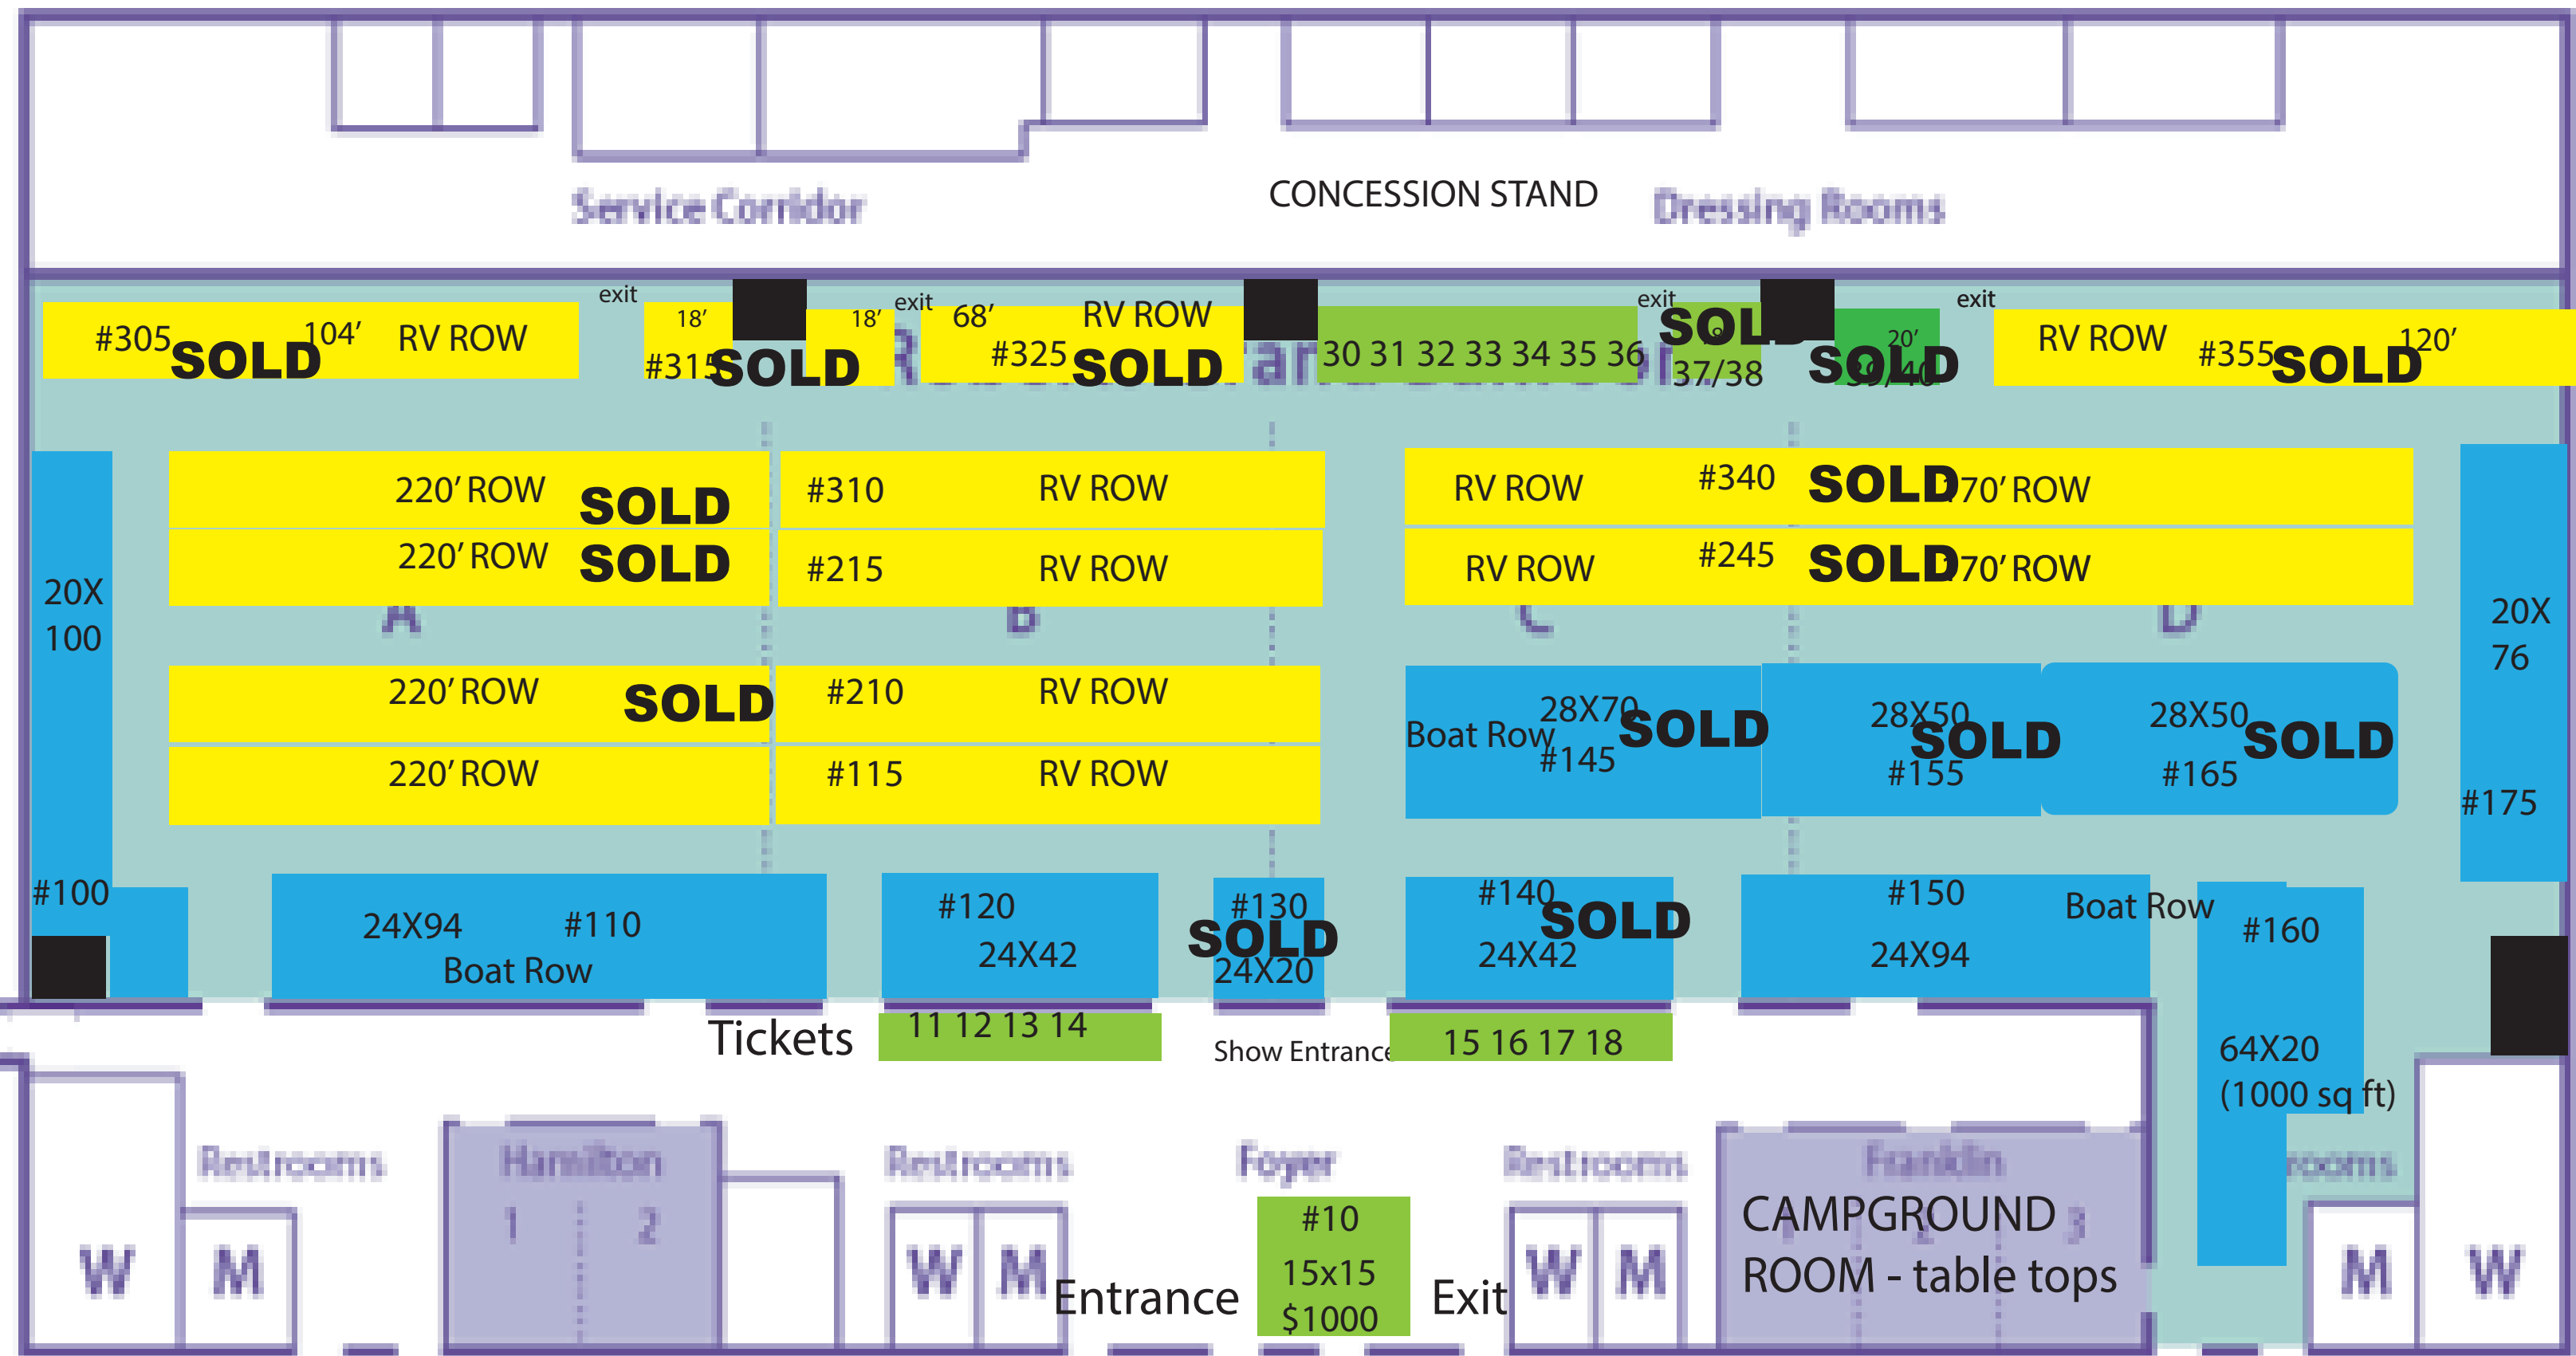 Service Corridor
CONCESSION STAND
Dressing Rooms
exit
exit
exit
exit
#305
SOLD
104’
RV ROW
18’
#315
SOLD
18’
68’
RV ROW
#325
SOLD
30 31 32 33 34 35 36
SOLD
37/38
20’
SOLD
39/40
RV ROW
#355
SOLD
120’
220’ ROW
SOLD
#310
RV ROW
RV ROW
#340
SOLD
70’ ROW
220’ ROW
SOLD
#215
RV ROW
RV ROW
#245
SOLD
70’ ROW
20X
100
#100
A
B
C
D
20X
76
#175
220’ ROW
SOLD
#210
RV ROW
220’ ROW
#115
RV ROW
Boat Row
28X70
#145
SOLD
28X50
#155
SOLD
28X50
#165
SOLD
24X94
#110
Boat Row
#120
24X42
#130
SOLD
24X20
#140
SOLD
24X42
#150
24X94
Boat Row
#160
64X20
(1000 sq ft)
Tickets
11 12 13 14
Show Entrance
15 16 17 18
Restrooms
Hamilton
1
2
Restrooms
Foyer
Restrooms
Franklin
1
2
3
rooms
W
M
W
M
Entrance
#10
15x15
$1000
Exit
W
M
CAMPGROUND
ROOM - table tops
M
W